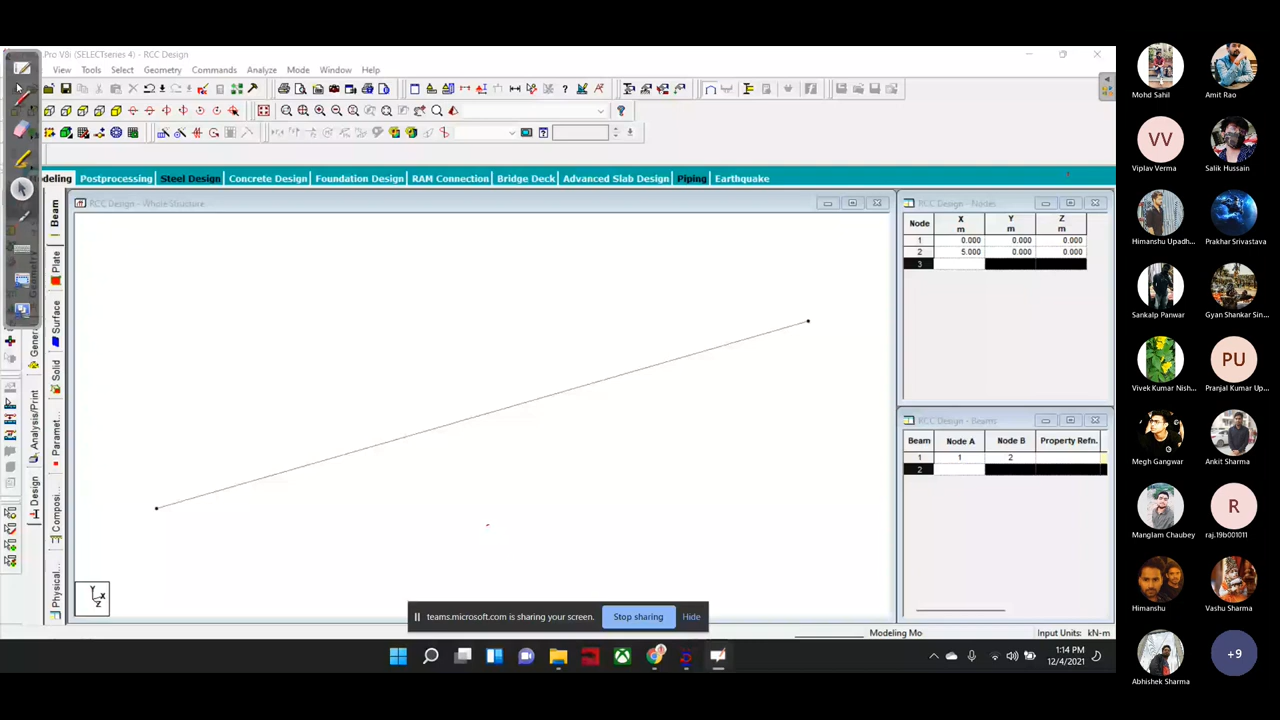 Pro V8i (SELECTseries 4) - RCC Design
View Tools Select Geometry Commands Analyze Mode Window Help
odeling Postprocessing Steel Design Concrete Design Foundation Design RAM Connection Bridge Deck Advanced Slab Design Piping Earthquake
RCC Design - Whole Structure
Beam
Plate
Surface
Solid
Paramet...
Composi...
Physical...
Geometry
Genera
Analysis/Print
Design
Y
X
Z
RCC Design - Nodes
Node X m Y m Z m
1 0.000 0.000 0.000
2 5.000 0.000 0.000
3
RCC Design - Beams
Beam Node A Node B Property Refn.
1 1 2
2
teams.microsoft.com is sharing your screen. Stop sharing Hide
Modeling Mo Input Units: kN-m
1:14 PM
12/4/2021
Mohd Sahil Amit Rao
VV
Viplav Verma Salik Hussain
Himanshu Upadh... Prakhar Srivastava
Sankalp Panwar Gyan Shankar Sin...
PU
Vivek Kumar Nish... Pranjal Kumar Up...
Megh Gangwar Ankit Sharma
R
Manglam Chaubey raj.19b001011
Himanshu Vashu Sharma
+9
Abhishek Sharma